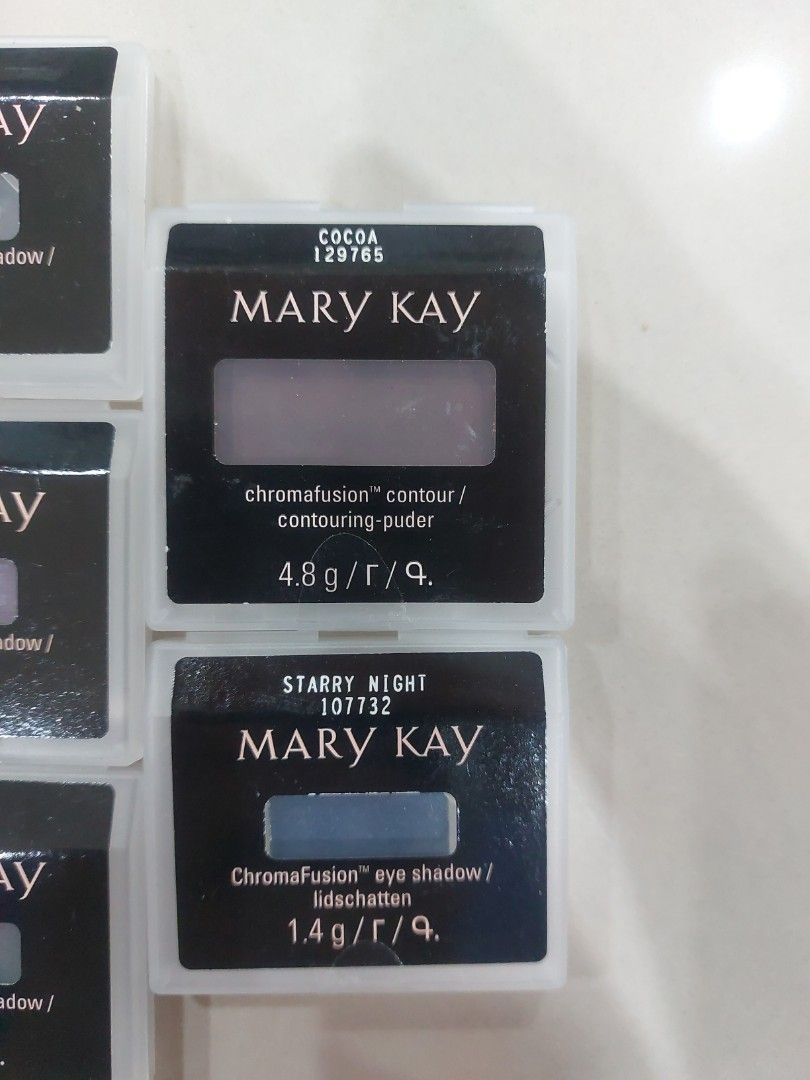 AY
adow /
COCOA
129765
MARY KAY
chromafusion™ contour /
contouring-puder
4.8 g / Г / Գ.
AY
adow /
STARRY NIGHT
107732
MARY KAY
ChromaFusion™ eye shadow /
lidschatten
1.4 g / Г / Գ.
AY
adow /